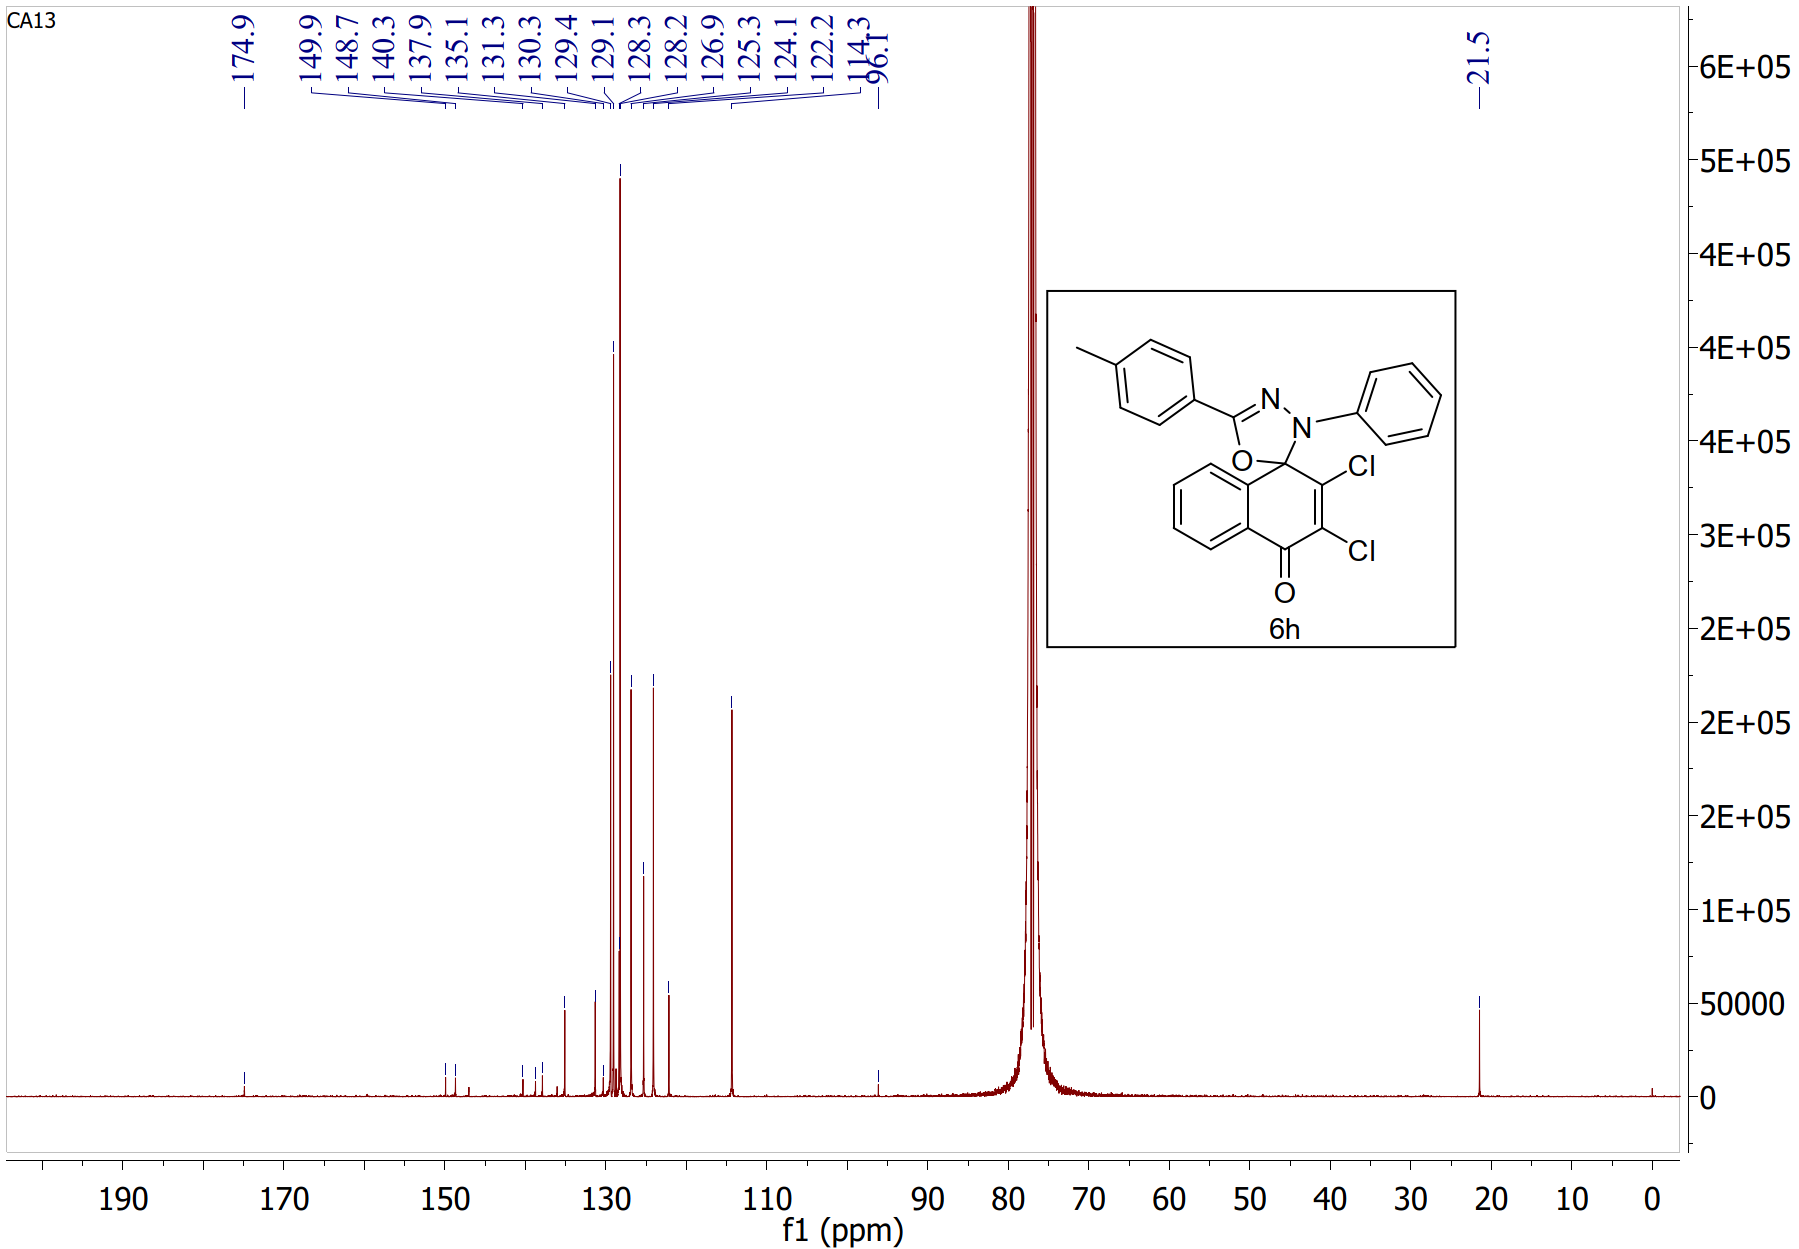 CA13
174.9
149.9
148.7
140.3
137.9
135.1
131.3
130.3
129.4
129.1
128.3
128.2
126.9
125.3
124.1
122.2
114.3
96.1
21.5
6E+05
5E+05
4E+05
4E+05
4E+05
3E+05
2E+05
2E+05
2E+05
1E+05
50000
0
N
N
O
Cl
Cl
O
6h
190 170 150 130 110 90 80 70 60 50 40 30 20 10 0
f1 (ppm)